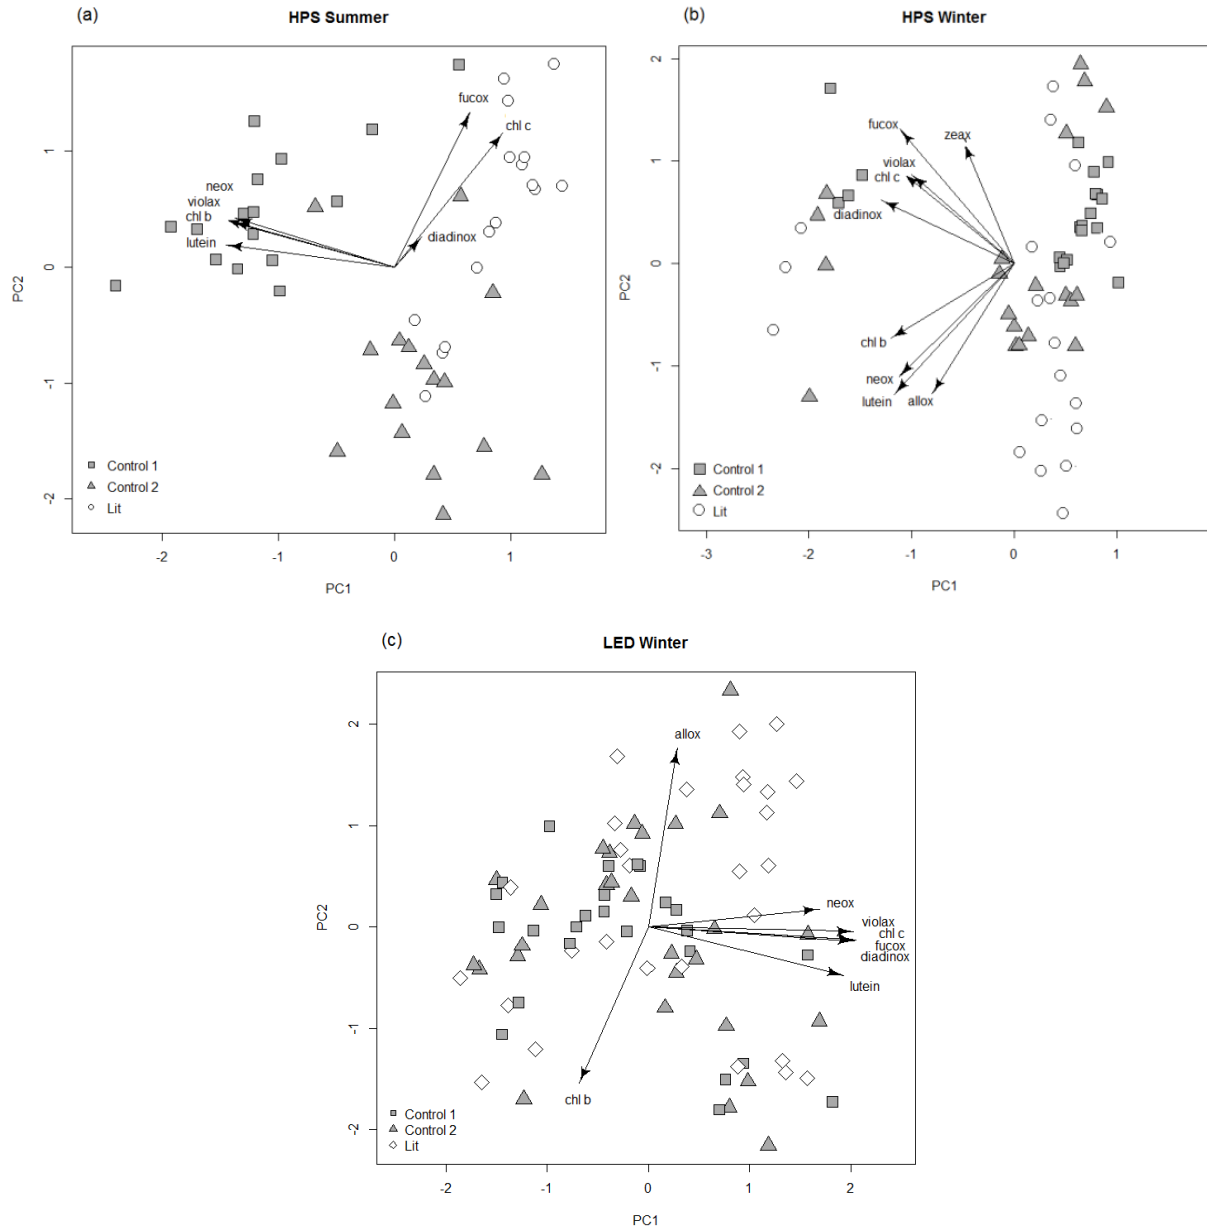 (a)
HPS Summer
fucox
chl c
neox
violax
chl b
lutein
diadinox
Control 1
Control 2
Lit
PC2
1
0
-1
-2
-2
-1
0
1
PC1
(b)
HPS Winter
fucox
zeax
violax
chl c
diadinox
chl b
neox
lutein
allox
Control 1
Control 2
Lit
PC2
2
1
0
-1
-2
-3
-2
-1
0
1
PC1
(c)
LED Winter
allox
neox
violax
chl c
fucox
diadinox
lutein
chl b
Control 1
Control 2
Lit
PC2
2
1
0
-1
-2
-2
-1
0
1
2
PC1